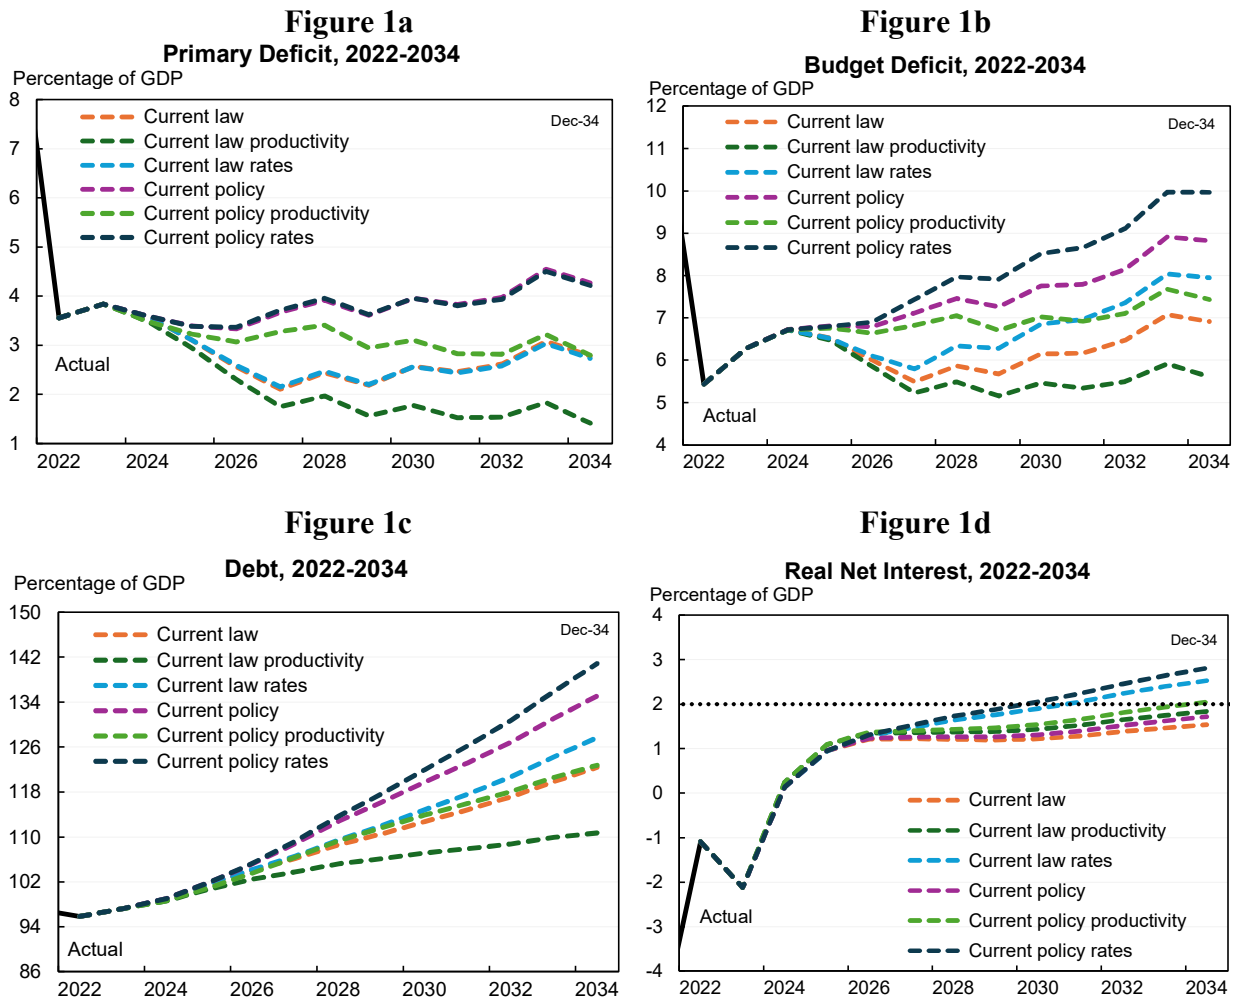 Figure 1a
Primary Deficit, 2022-2034
Percentage of GDP
8
7
6
5
4
3
2
1
Current law
Current law productivity
Current law rates
Current policy
Current policy productivity
Current policy rates
Dec-34
Actual
2022 2024 2026 2028 2030 2032 2034
Figure 1b
Budget Deficit, 2022-2034
Percentage of GDP
12
11
10
9
8
7
6
5
4
Current law
Current law productivity
Current law rates
Current policy
Current policy productivity
Current policy rates
Dec-34
Actual
2022 2024 2026 2028 2030 2032 2034
Figure 1c
Debt, 2022-2034
Percentage of GDP
150
142
134
126
118
110
102
94
86
Current law
Current law productivity
Current law rates
Current policy
Current policy productivity
Current policy rates
Dec-34
Actual
2022 2024 2026 2028 2030 2032 2034
Figure 1d
Real Net Interest, 2022-2034
Percentage of GDP
4
3
2
1
0
-1
-2
-3
-4
Dec-34
Current law
Current law productivity
Current law rates
Current policy
Current policy productivity
Current policy rates
Actual
2022 2024 2026 2028 2030 2032 2034